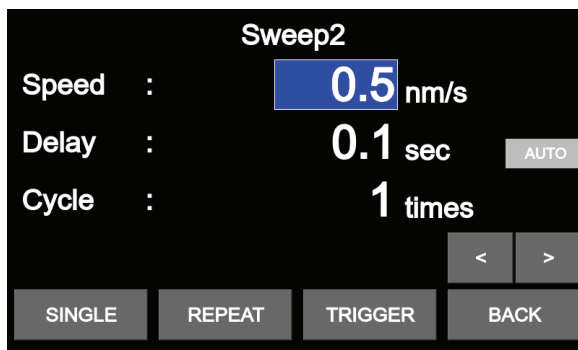 Sweep2
Speed : 0.5 nm/s
Delay : 0.1 sec AUTO
Cycle : 1 times
< >
SINGLE REPEAT TRIGGER BACK